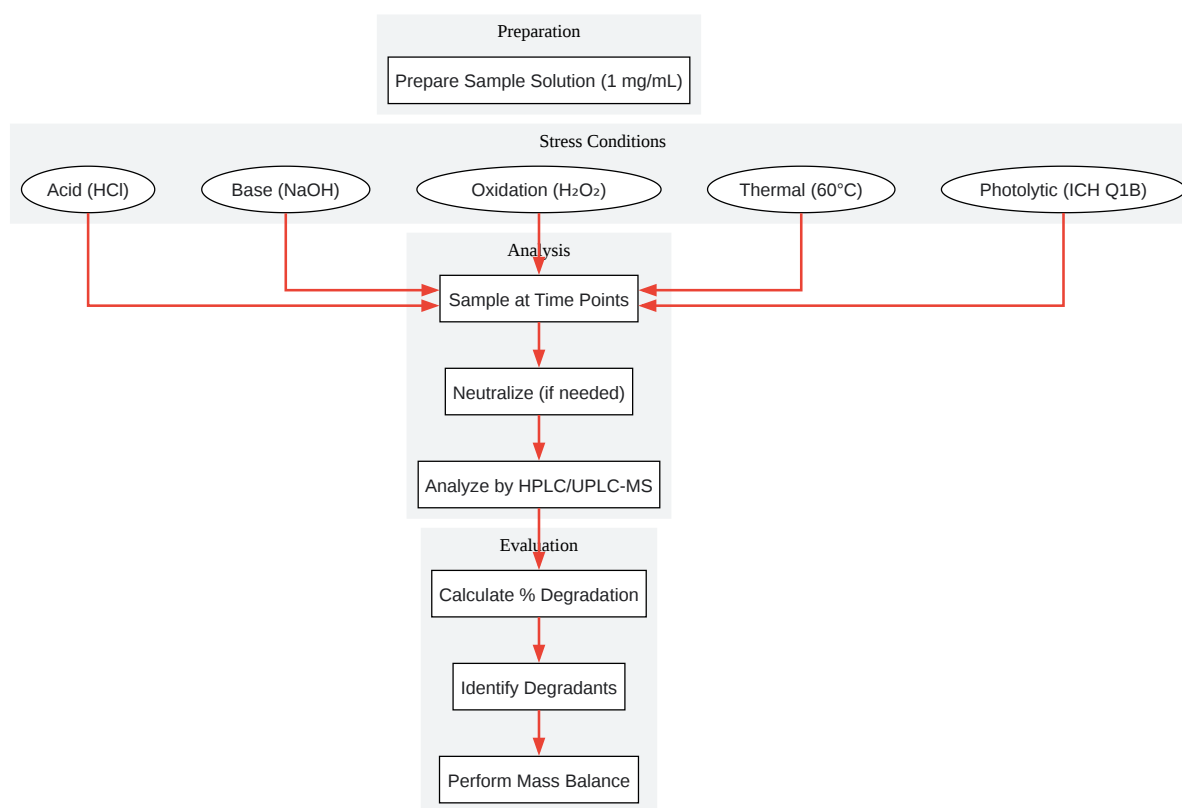 Preparation
Prepare Sample Solution (1 mg/mL)
Stress Conditions
Acid (HCl)
Base (NaOH)
Oxidation (H₂O₂)
Thermal (60°C)
Photolytic (ICH Q1B)
Analysis
Sample at Time Points
Neutralize (if needed)
Analyze by HPLC/UPLC-MS
Evaluation
Calculate % Degradation
Identify Degradants
Perform Mass Balance